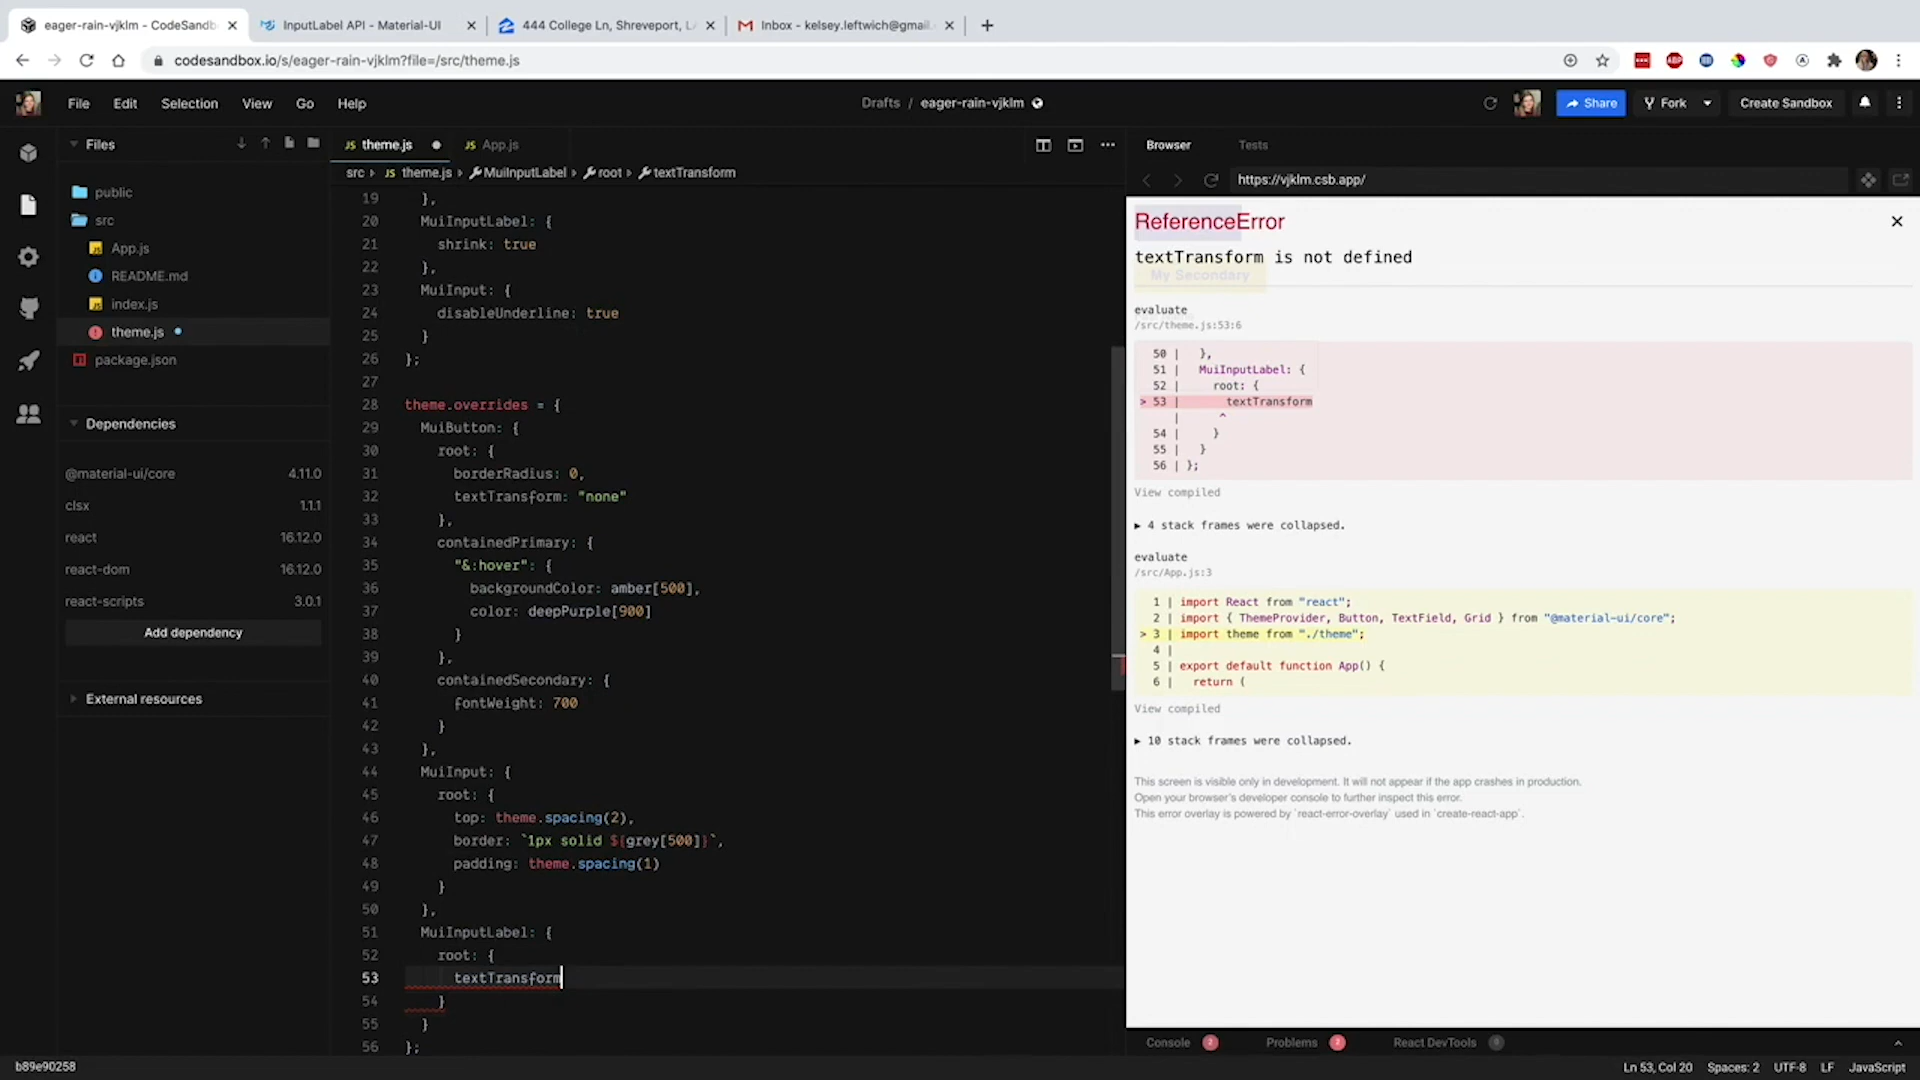 eager-rain-vjklm - CodeSandb
InputLabel API - Material-UI
444 College Ln, Shreveport, LA
Inbox - kelsey.leftwich@gmail.
codesandbox.io/s/eager-rain-vjklm?file=/src/theme.js
File Edit Selection View Go Help
Drafts / eager-rain-vjklm
Share
Fork
Create Sandbox
Files
public
src
App.js
README.md
index.js
theme.js
package.json
Dependencies
@material-ui/core 4.11.0
clsx 1.1.1
react 16.12.0
react-dom 16.12.0
react-scripts 3.0.1
Add dependency
External resources
JS theme.js
JS App.js
src JS theme.js MuiInputLabel root textTransform
19 },
20 MuiInputLabel: {
21 shrink: true
22 },
23 MuiInput: {
24 disableUnderline: true
25 }
26 };
27
28 theme.overrides = {
29 MuiButton: {
30 root: {
31 borderRadius: 0,
32 textTransform: "none"
33 },
34 containedPrimary: {
35 "&:hover": {
36 backgroundColor: amber[500],
37 color: deepPurple[900]
38 }
39 },
40 containedSecondary: {
41 fontWeight: 700
42 }
43 },
44 MuiInput: {
45 root: {
46 top: theme.spacing(2),
47 border: `1px solid ${grey[500]}`,
48 padding: theme.spacing(1)
49 }
50 },
51 MuiInputLabel: {
52 root: {
53 textTransform
54 }
55 }
56 };
Browser
Tests
https://vjklm.csb.app/
ReferenceError
textTransform is not defined
My Secondary
evaluate
/src/theme.js:53:6
50 | },
51 | MuiInputLabel: {
52 | root: {
> 53 | textTransform
| ^
54 | }
55 | }
56 | };
View compiled
▶ 4 stack frames were collapsed.
evaluate
/src/App.js:3
1 | import React from "react";
2 | import { ThemeProvider, Button, TextField, Grid } from "@material-ui/core";
> 3 | import theme from "./theme";
4 |
5 | export default function App() {
6 | return (
View compiled
▶ 10 stack frames were collapsed.
This screen is visible only in development. It will not appear if the app crashes in production.
Open your browser's developer console to further inspect this error.
This error overlay is powered by `react-error-overlay` used in `create-react-app`.
Console 2
Problems 2
React DevTools 0
b89e90258
Ln 53, Col 20 Spaces: 2 UTF-8 LF JavaScript